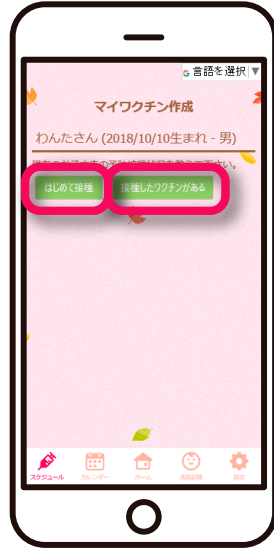 G 言語を選択 ▼
マイワクチン作成
わんたさん (2018/10/10生まれ - 男)
はじめて接種
接種したワクチンがある
スケジュール
カレンダー
ホーム
設定